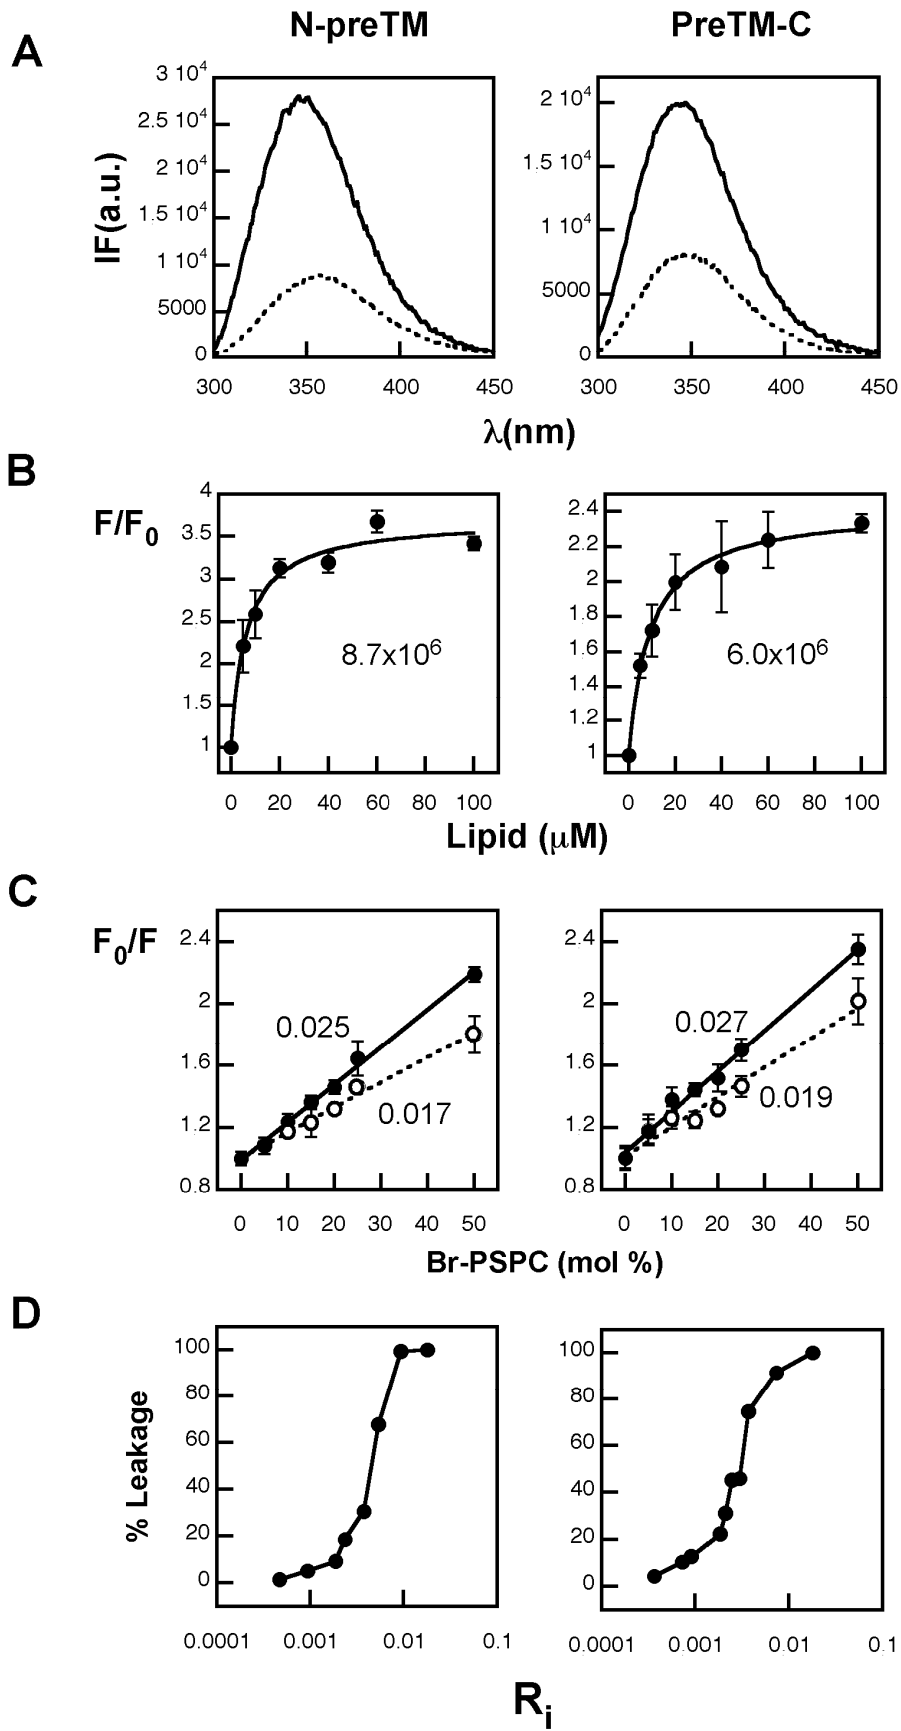 N-preTM PreTM-C
A
3 10⁴
2.5 10⁴
2 10⁴
1.5 10⁴
1 10⁴
5000
0
IF(a.u.)
300 350 400 450
2 10⁴
1.5 10⁴
1 10⁴
5000
0
300 350 400 450
λ(nm)
B
F/F₀
4
3.5
3
2.5
2
1.5
1
8.7x10⁶
0 20 40 60 80 100
2.4
2.2
2
1.8
1.6
1.4
1.2
1
6.0x10⁶
0 20 40 60 80 100
Lipid (μM)
C
F₀/F
2.4
2
1.6
1.2
0.8
0.025
0.017
0 10 20 30 40 50
2.4
2
1.6
1.2
0.8
0.027
0.019
0 10 20 30 40 50
Br-PSPC (mol %)
D
% Leakage
100
80
60
40
20
0
0.0001 0.001 0.01 0.1
100
80
60
40
20
0
0.0001 0.001 0.01 0.1
Rᵢ